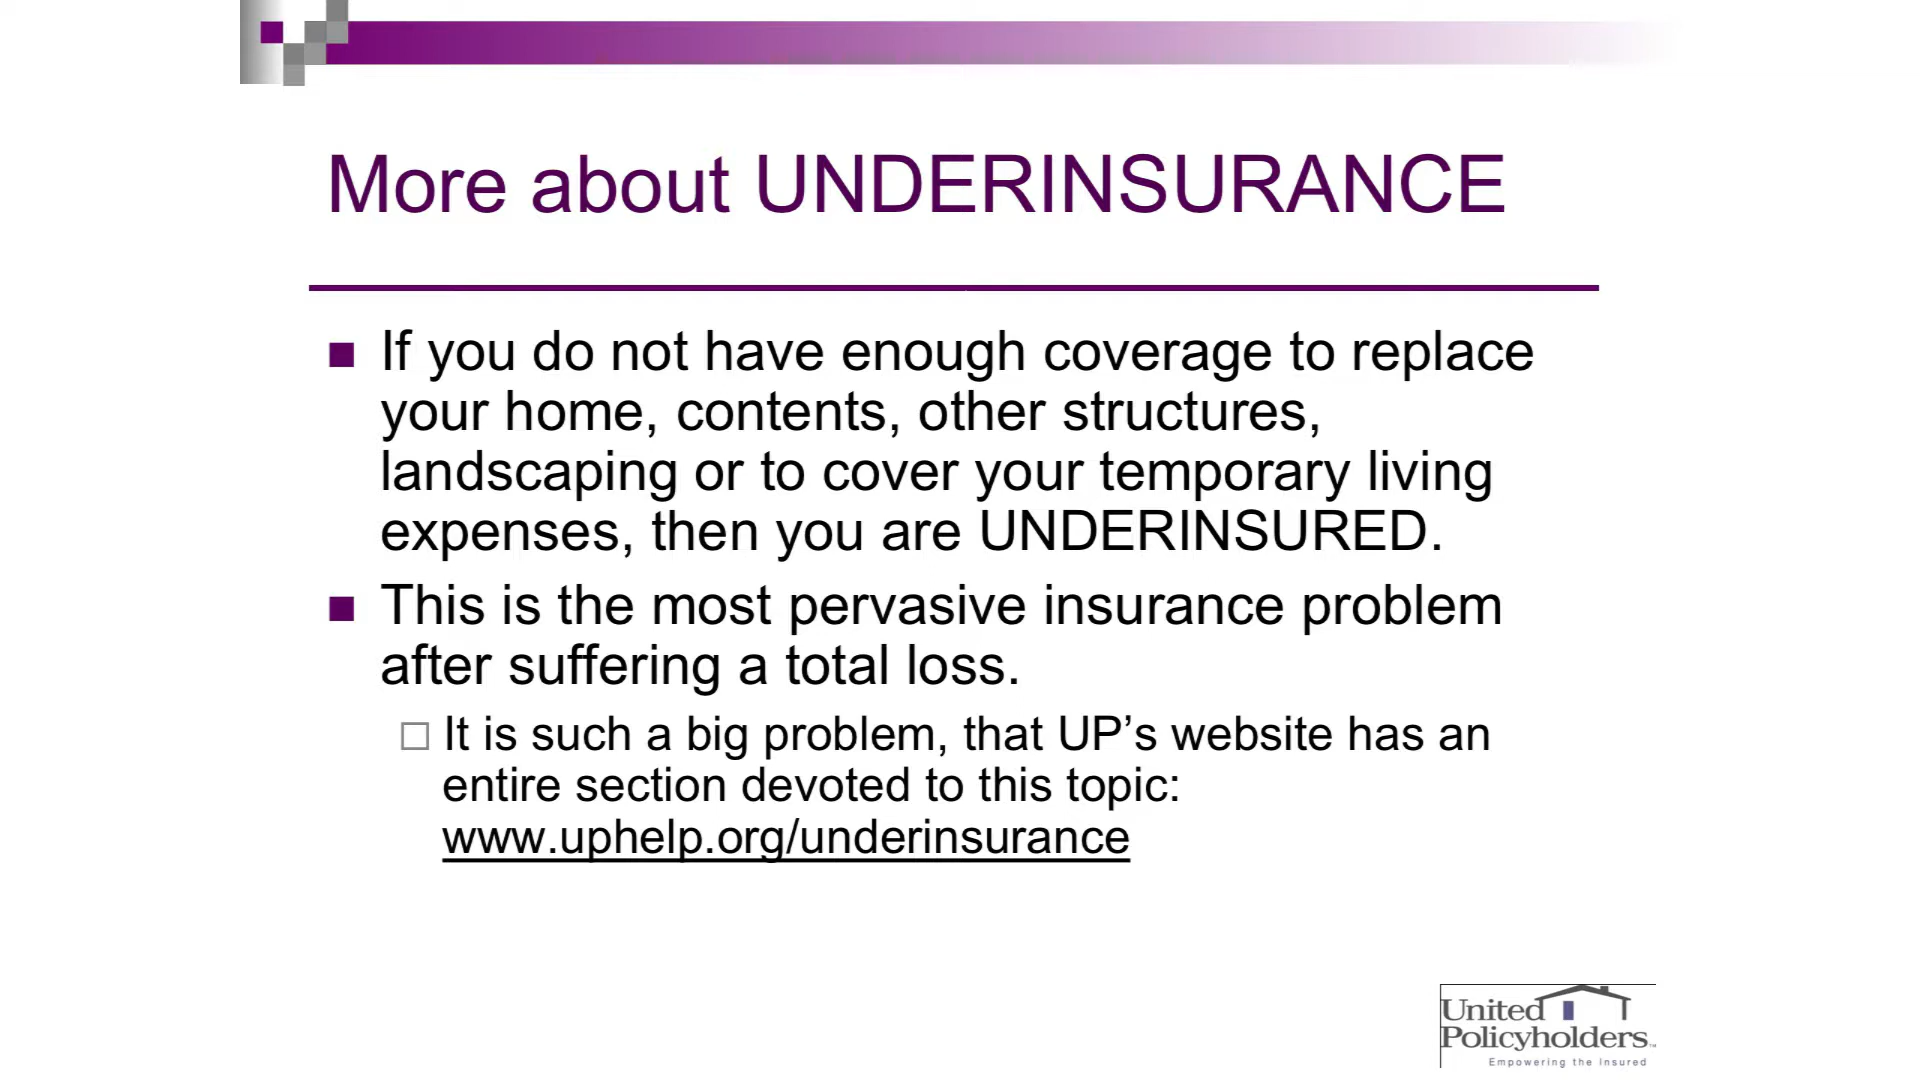 More about UNDERINSURANCE
If you do not have enough coverage to replace
your home, contents, other structures,
landscaping or to cover your temporary living
expenses, then you are UNDERINSURED.
This is the most pervasive insurance problem
after suffering a total loss.
It is such a big problem, that UP’s website has an
entire section devoted to this topic:
www.uphelp.org/underinsurance
United
Policyholders™
Empowering the Insured